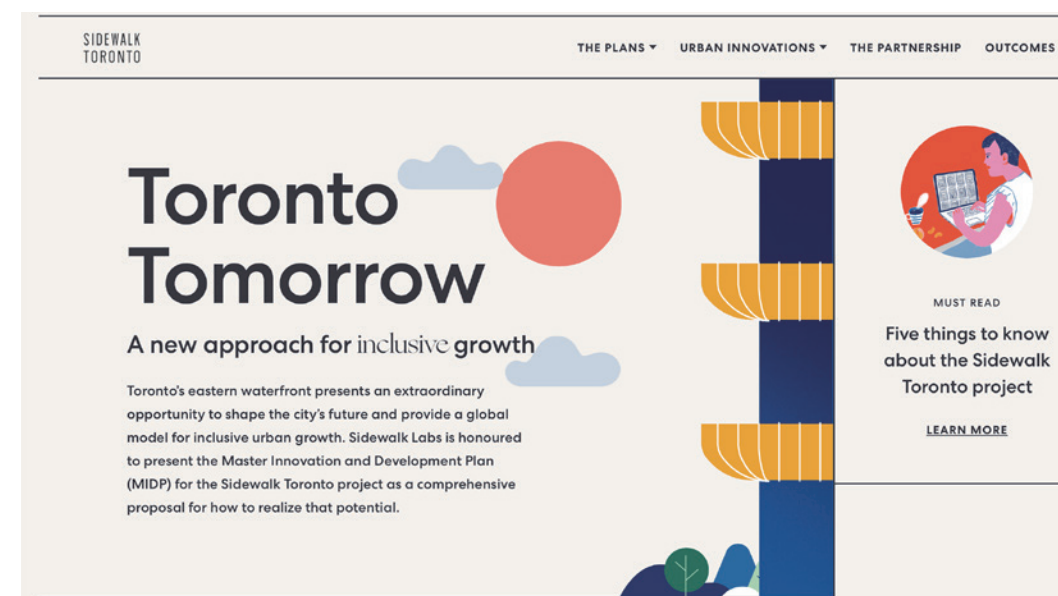 SIDEWALK
TORONTO
THE PLANS
URBAN INNOVATIONS
THE PARTNERSHIP
OUTCOMES
Toronto
Tomorrow
A new approach for inclusive growth
Toronto's eastern waterfront presents an extraordinary
opportunity to shape the city's future and provide a global
model for inclusive urban growth. Sidewalk Labs is honoured
to present the Master Innovation and Development Plan
(MIDP) for the Sidewalk Toronto project as a comprehensive
proposal for how to realize that potential.
MUST READ
Five things to know
about the Sidewalk
Toronto project
LEARN MORE